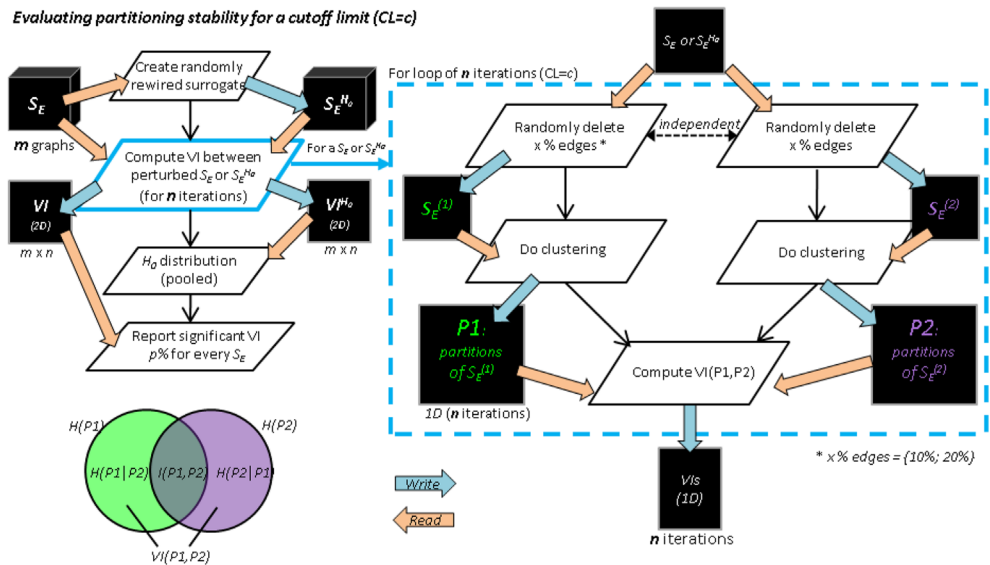 Evaluating partitioning stability for a cutoff limit (CL=c)
S_E
m graphs
Create randomly
rewired surrogate
S_E^H0
Compute VI between
perturbed S_E or S_E^H0
(for n iterations)
For a S_E or S_E^H0
VI
(2D)
m x n
VI^H0
(2D)
m x n
H_0 distribution
(pooled)
Report significant VI
p% for every S_E
H(P1)
H(P2)
H(P1|P2)
I(P1,P2)
H(P2|P1)
VI(P1,P2)
S_E or S_E^H0
For loop of n iterations (CL=c)
Randomly delete
x % edges *
independent
Randomly delete
x % edges
S_E^(1)
S_E^(2)
Do clustering
Do clustering
P1:
partitions
of S_E^(1)
1D (n iterations)
Compute VI(P1,P2)
P2:
partitions
of S_E^(2)
* x % edges = {10%; 20%}
VIs
(1D)
n iterations
Write
Read